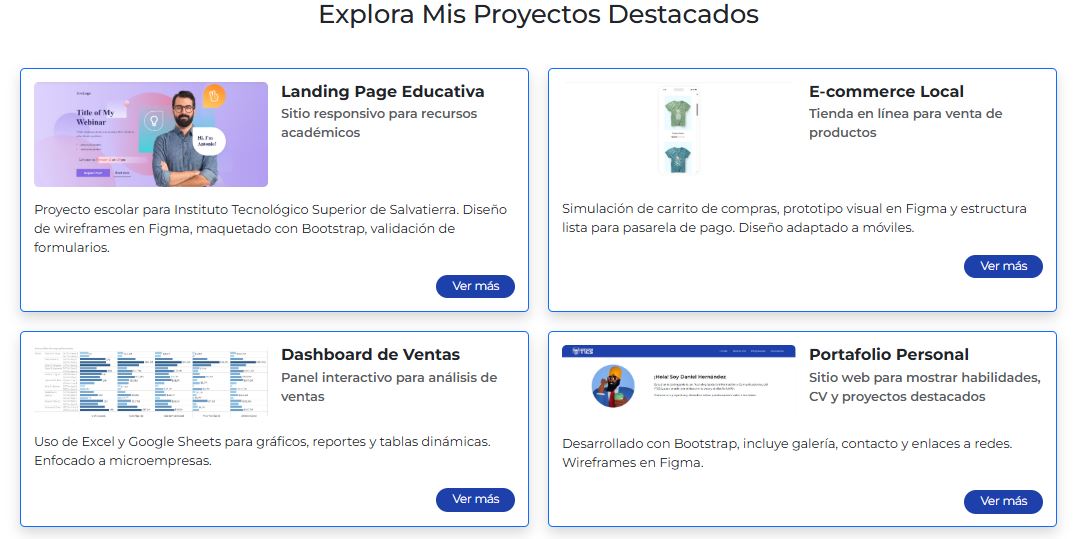 Explora Mis Proyectos Destacados
Title of My
Webinar
Hi, I'm
Antonio!
Landing Page Educativa
Sitio responsivo para recursos
académicos
Proyecto escolar para Instituto Tecnológico Superior de Salvatierra. Diseño
de wireframes en Figma, maquetado con Bootstrap, validación de
formularios.
Ver más
E-commerce Local
Tienda en línea para venta de
productos
Simulación de carrito de compras, prototipo visual en Figma y estructura
lista para pasarela de pago. Diseño adaptado a móviles.
Ver más
Dashboard de Ventas
Panel interactivo para análisis de
ventas
Uso de Excel y Google Sheets para gráficos, reportes y tablas dinámicas.
Enfocado a microempresas.
Ver más
¡Hola! Soy Daniel Hernández
Portafolio Personal
Sitio web para mostrar habilidades,
CV y proyectos destacados
Desarrollado con Bootstrap, incluye galería, contacto y enlaces a redes.
Wireframes en Figma.
Ver más